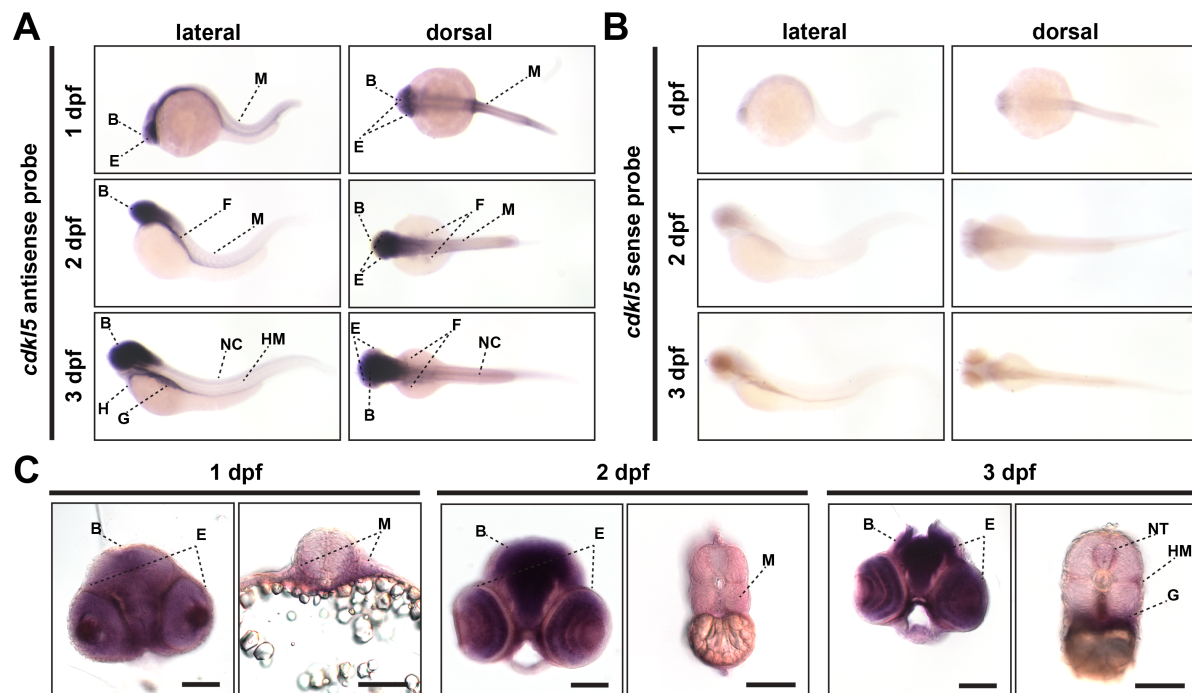 A
lateral
dorsal
B
lateral
dorsal
cdkl5 antisense probe
1 dpf
B
E
M
B
E
M
2 dpf
B
F
M
B
E
F
M
3 dpf
B
NC
HM
H
G
E
F
NC
B
cdkl5 sense probe
1 dpf
2 dpf
3 dpf
C
1 dpf
2 dpf
3 dpf
B
E
M
B
E
M
B
E
NT
HM
G